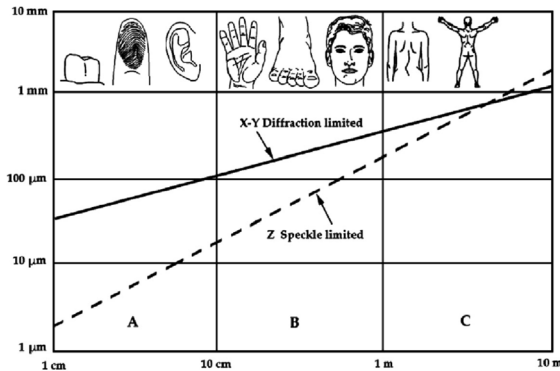 10 mm
1 mm
X-Y Diffraction limited
100 µm
Z Speckle limited
10 µm
A B C
1 µm
1 cm 10 cm 1 m 10 m